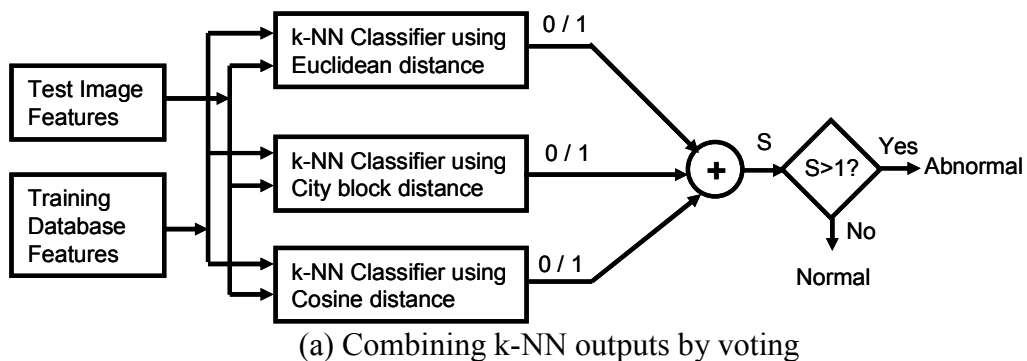 Test Image
Features
Training
Database
Features
k-NN Classifier using
Euclidean distance
0 / 1
k-NN Classifier using
City block distance
0 / 1
k-NN Classifier using
Cosine distance
0 / 1
+
S
S>1?
Yes
Abnormal
No
Normal
(a) Combining k-NN outputs by voting